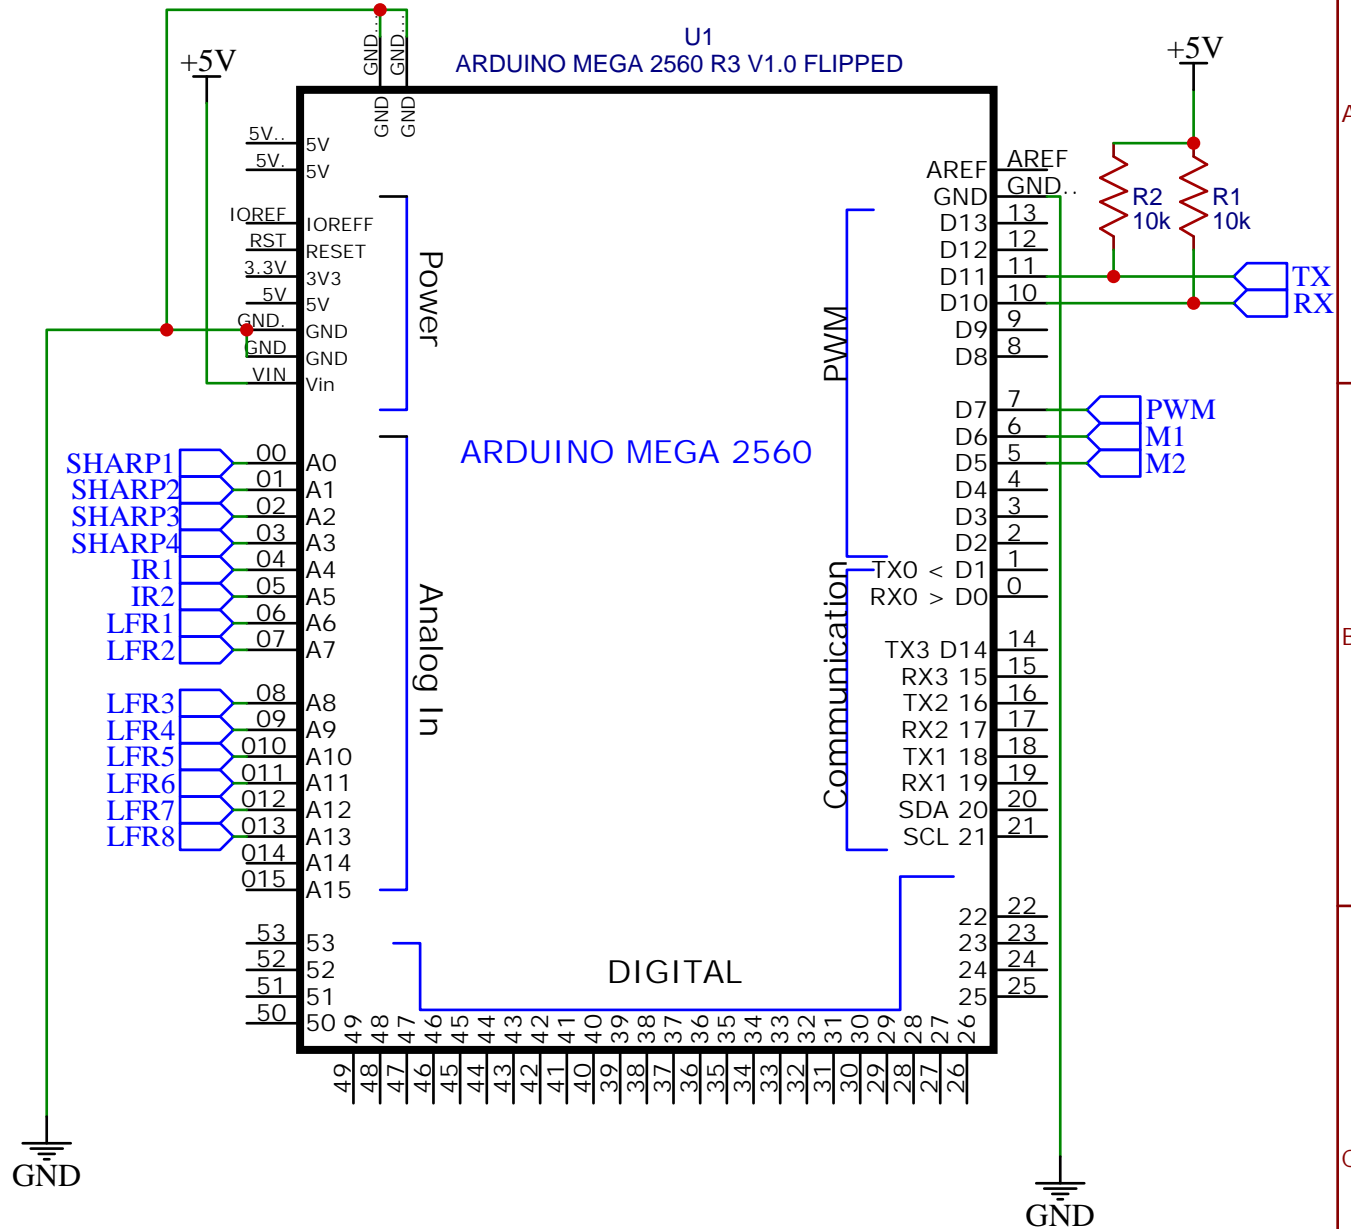 U1
ARDUINO MEGA 2560 R3 V1.0 FLIPPED
+5V
+5V
GND...
GND...
GND
GND
5V..
5V
5V.
5V
IOREF
IOREFF
RST
RESET
3.3V
3V3
5V
5V
GND.
GND
GND
GND
VIN
Vin
Power
SHARP1
00
A0
SHARP2
01
A1
SHARP3
02
A2
SHARP4
03
A3
IR1
04
A4
IR2
05
A5
LFR1
06
A6
LFR2
07
A7
LFR3
08
A8
LFR4
09
A9
LFR5
010
A10
LFR6
011
A11
LFR7
012
A12
LFR8
013
A13
014
A14
015
A15
Analog In
53
53
52
52
51
51
50
50
ARDUINO MEGA 2560
AREF
AREF
GND
GND..
D13
13
D12
12
D11
11
TX
D10
10
RX
D9
9
D8
8
R2
10k
R1
10k
PWM
D7
7
PWM
D6
6
M1
D5
5
M2
D4
4
D3
3
D2
2
TX0 < D1
1
RX0 > D0
0
Communication
TX3 D14
14
RX3 15
15
TX2 16
16
RX2 17
17
TX1 18
18
RX1 19
19
SDA 20
20
SCL 21
21
22
22
23
23
24
24
25
25
DIGITAL
49 48 47 46 45 44 43 42 41 40 39 38 37 36 35 34 33 32 31 30 29 28 27 26
49 48 47 46 45 44 43 42 41 40 39 38 37 36 35 34 33 32 31 30 29 28 27 26
GND
GND
A
B
C